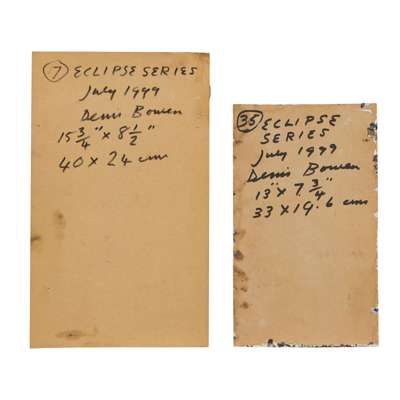 7 ECLIPSE SERIES
July 1999
Denis Bowen
15 3/4" x 8 1/2"
40 x 24 cms
35 ECLIPSE
SERIES
July 1999
Denis Bowen
13" x 7 3/4"
33 x 19.6 cms